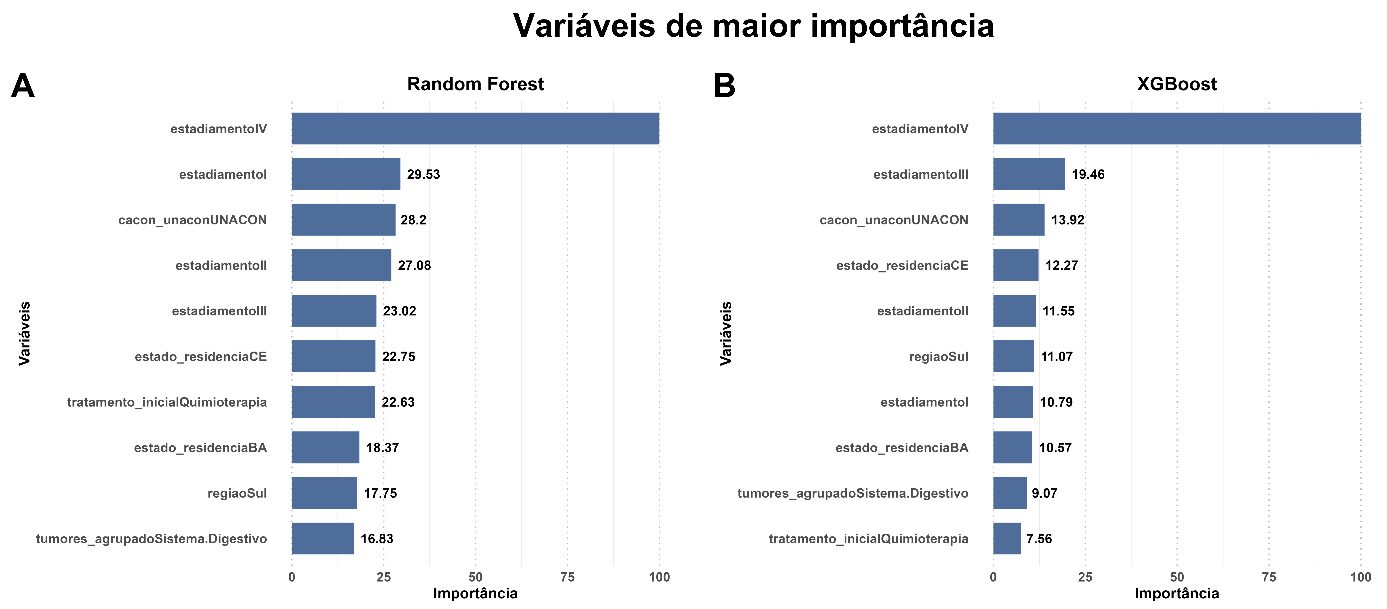 Variáveis de maior importância
A
Random Forest
Variáveis
estadiamentoIV
estadiamentoI
29.53
cacon_unaconUNACON
28.2
estadiamentoII
27.08
estadiamentoIII
23.02
estado_residenciaCE
22.75
tratamento_inicialQuimioterapia
22.63
estado_residenciaBA
18.37
regiaoSul
17.75
tumores_agrupadoSistema.Digestivo
16.83
0 25 50 75 100
Importância
B
XGBoost
Variáveis
estadiamentoIV
estadiamentoIII
19.46
cacon_unaconUNACON
13.92
estado_residenciaCE
12.27
estadiamentoII
11.55
regiaoSul
11.07
estadiamentoI
10.79
estado_residenciaBA
10.57
tumores_agrupadoSistema.Digestivo
9.07
tratamento_inicialQuimioterapia
7.56
0 25 50 75 100
Importância